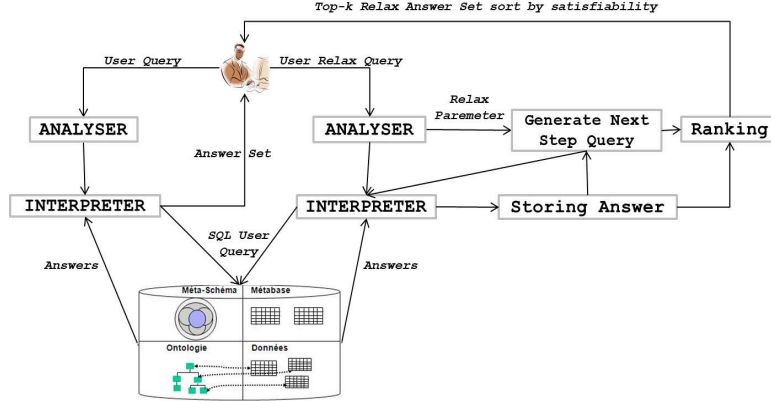 Top-k Relax Answer Set sort by satisfiability
User Query
User Relax Query
ANALYSER
ANALYSER
Relax
Paremeter
Generate Next
Step Query
Ranking
Answer Set
INTERPRETER
INTERPRETER
Storing Answer
SQL User
Query
Answers
Answers
Méta-Schéma
Métabase
Ontologie
Données